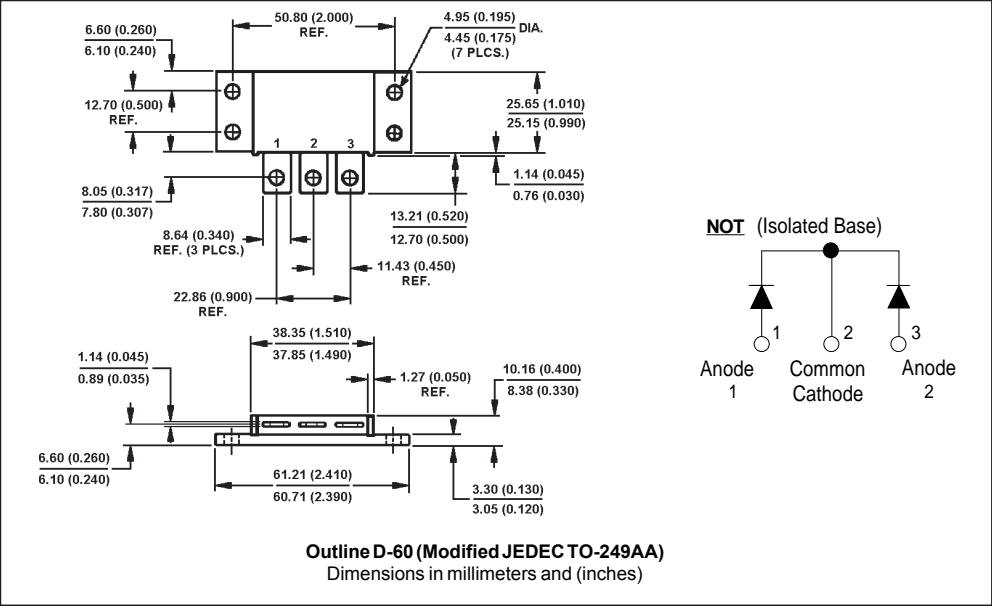 50.80 (2.000)
REF.
6.60 (0.260)
6.10 (0.240)
4.95 (0.195)
4.45 (0.175)
DIA.
(7 PLCS.)
12.70 (0.500)
REF.
25.65 (1.010)
25.15 (0.990)
1 2 3
8.05 (0.317)
7.80 (0.307)
1.14 (0.045)
0.76 (0.030)
13.21 (0.520)
12.70 (0.500)
8.64 (0.340)
REF. (3 PLCS.)
11.43 (0.450)
REF.
22.86 (0.900)
REF.
38.35 (1.510)
37.85 (1.490)
1.14 (0.045)
0.89 (0.035)
1.27 (0.050)
REF.
10.16 (0.400)
8.38 (0.330)
6.60 (0.260)
6.10 (0.240)
61.21 (2.410)
60.71 (2.390)
3.30 (0.130)
3.05 (0.120)
NOT (Isolated Base)
1 2 3
Anode
1
Common
Cathode
Anode
2
Outline D-60 (Modified JEDEC TO-249AA)
Dimensions in millimeters and (inches)